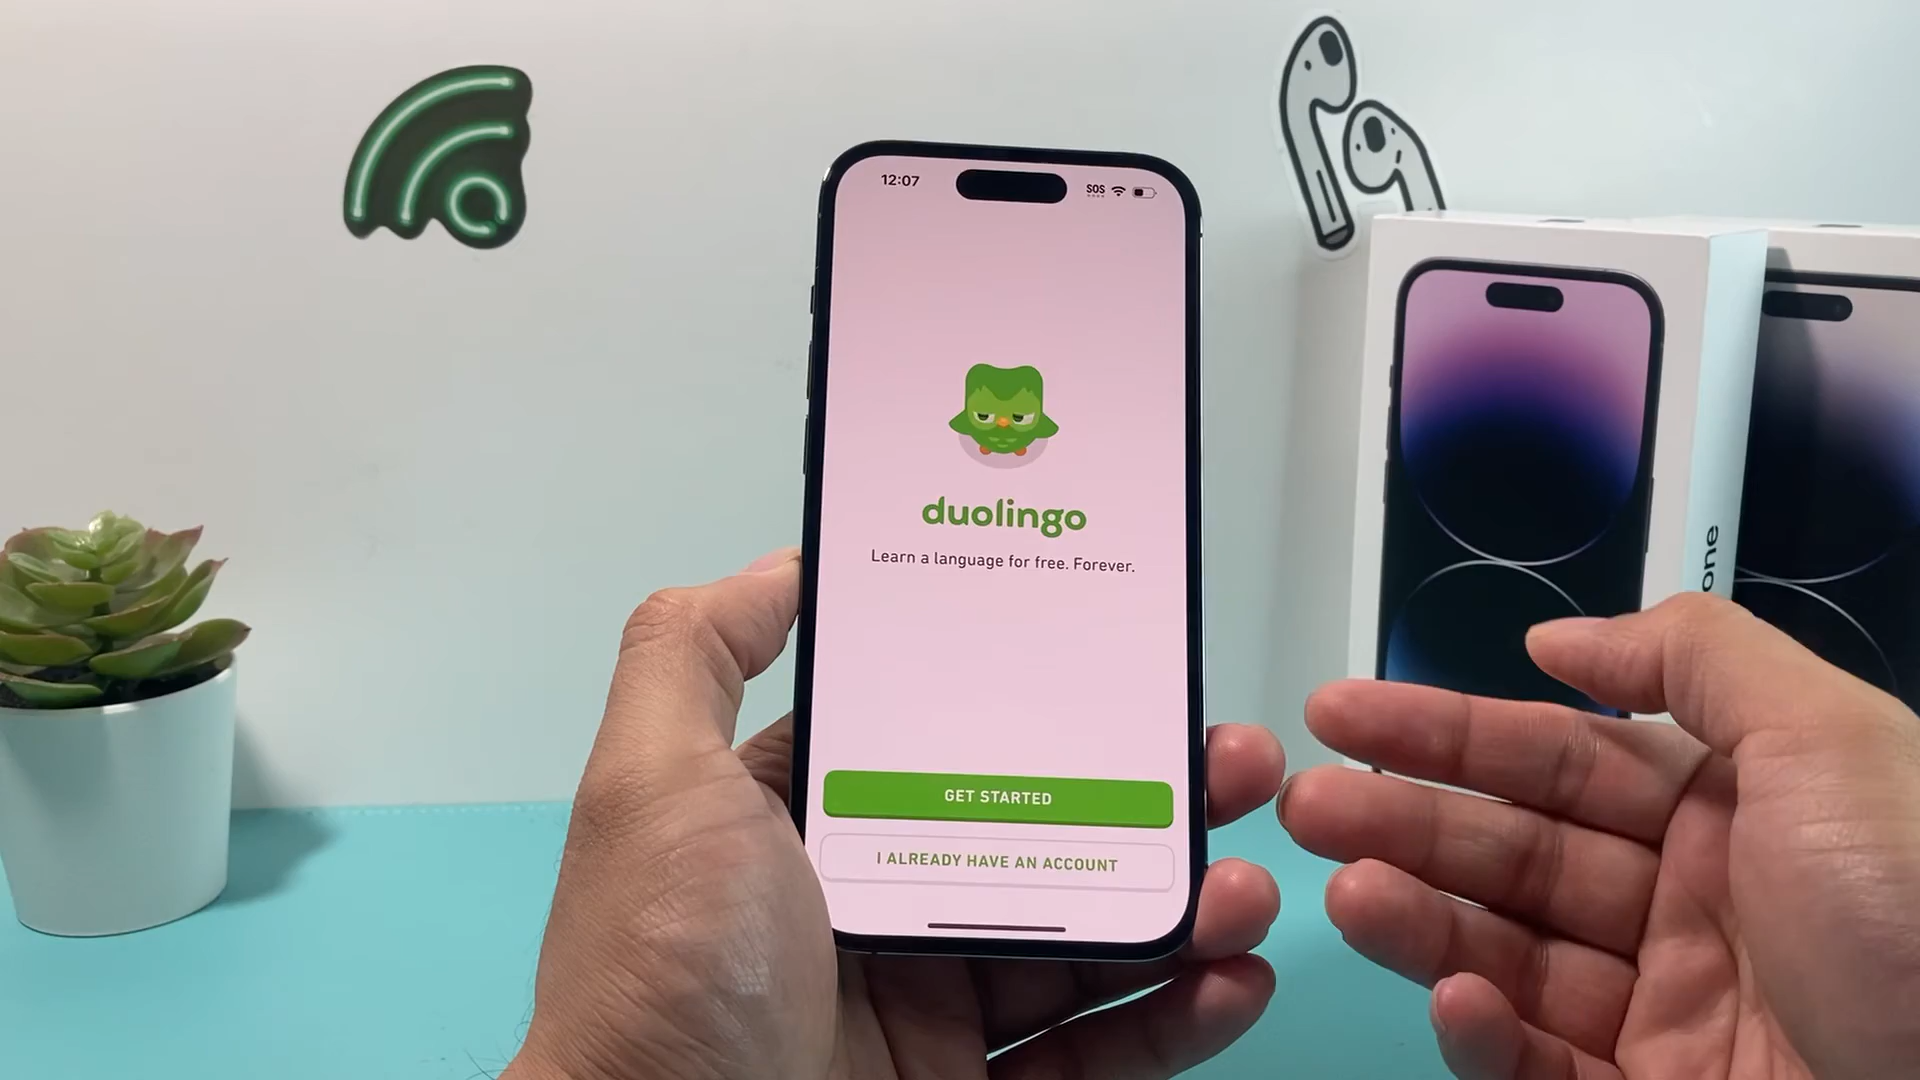 12:07
SOS
duolingo
Learn a language for free. Forever.
GET STARTED
I ALREADY HAVE AN ACCOUNT
one